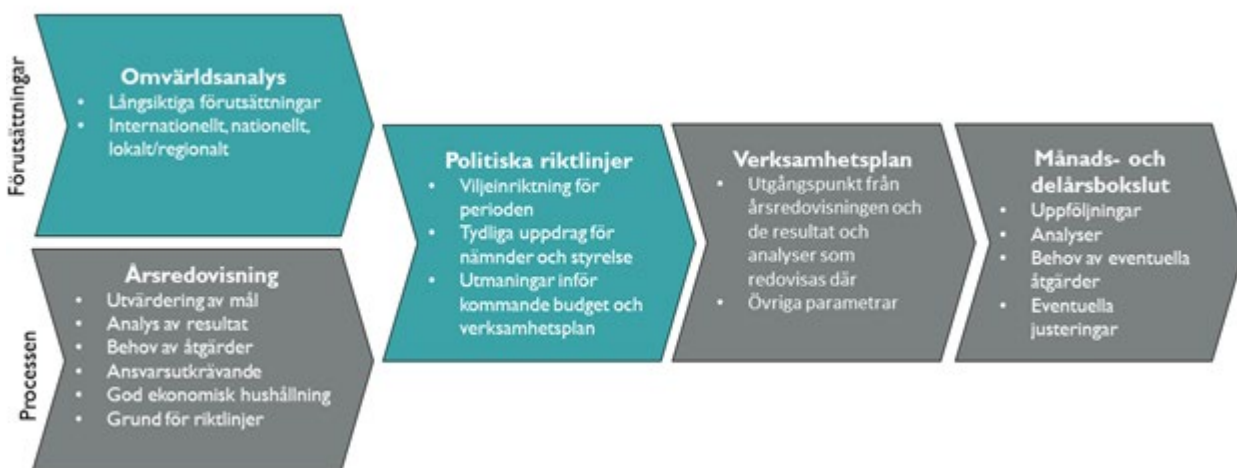 Förutsättningar
Omvärldsanalys
• Långsiktiga förutsättningar
• Internationellt, nationellt,
lokalt/regionalt
Processen
Årsredovisning
• Utvärdering av mål
• Analys av resultat
• Behov av åtgärder
• Ansvarsutkrävande
• God ekonomisk hushållning
• Grund för riktlinjer
Politiska riktlinjer
• Viljeinriktning för
perioden
• Tydliga uppdrag för
nämnder och styrelse
• Utmaningar inför
kommande budget och
verksamhetsplan
Verksamhetsplan
• Utgångspunkt från
årsredovisningen och
de resultat och
analyser som
redovisas där
• Övriga parametrar
Månads- och
delårsbokslut
• Uppföljningar
• Analyser
• Behov av eventuella
åtgärder
• Eventuella
justeringar